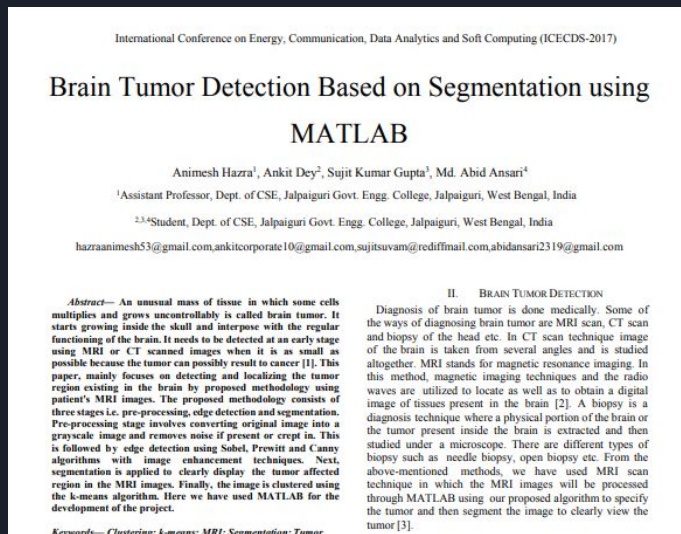 International Conference on Energy, Communication, Data Analytics and Soft Computing (ICECDS-2017)
Brain Tumor Detection Based on Segmentation using
MATLAB
Animesh Hazra¹, Ankit Dey², Sujit Kumar Gupta³, Md. Abid Ansari⁴
¹Assistant Professor, Dept. of CSE, Jalpaiguri Govt. Engg. College, Jalpaiguri, West Bengal, India
²,³,⁴Student, Dept. of CSE, Jalpaiguri Govt. Engg. College, Jalpaiguri, West Bengal, India
hazraanimesh53@gmail.com,ankitcorporate10@gmail.com,sujitsuvam@rediffmail.com,abidansari2319@gmail.com
Abstract— An unusual mass of tissue in which some cells
multiplies and grows uncontrollably is called brain tumor. It
starts growing inside the skull and interpose with the regular
functioning of the brain. It needs to be detected at an early stage
using MRI or CT scanned images when it is as small as
possible because the tumor can possibly result to cancer [1]. This
paper, mainly focuses on detecting and localizing the tumor
region existing in the brain by proposed methodology using
patient's MRI images. The proposed methodology consists of
three stages i.e. pre-processing, edge detection and segmentation.
Pre-processing stage involves converting original image into a
grayscale image and removes noise if present or crept in. This
is followed by edge detection using Sobel, Prewitt and Canny
algorithms with image enhancement techniques. Next,
segmentation is applied to clearly display the tumor affected
region in the MRI images. Finally, the image is clustered using
the k-means algorithm. Here we have used MATLAB for the
development of the project.
Keywords— Clustering; k-means; MRI; Segmentation; Tumor
II. BRAIN TUMOR DETECTION
Diagnosis of brain tumor is done medically. Some of
the ways of diagnosing brain tumor are MRI scan, CT scan
and biopsy of the head etc. In CT scan technique image
of the brain is taken from several angles and is studied
altogether. MRI stands for magnetic resonance imaging. In
this method, magnetic imaging techniques and the radio
waves are utilized to locate as well as to obtain a digital
image of tissues present in the brain [2]. A biopsy is a
diagnosis technique where a physical portion of the brain or
the tumor present inside the brain is extracted and then
studied under a microscope. There are different types of
biopsy such as needle biopsy, open biopsy etc. From the
above-mentioned methods, we have used MRI scan
technique in which the MRI images will be processed
through MATLAB using our proposed algorithm to specify
the tumor and then segment the image to clearly view the
tumor [3].